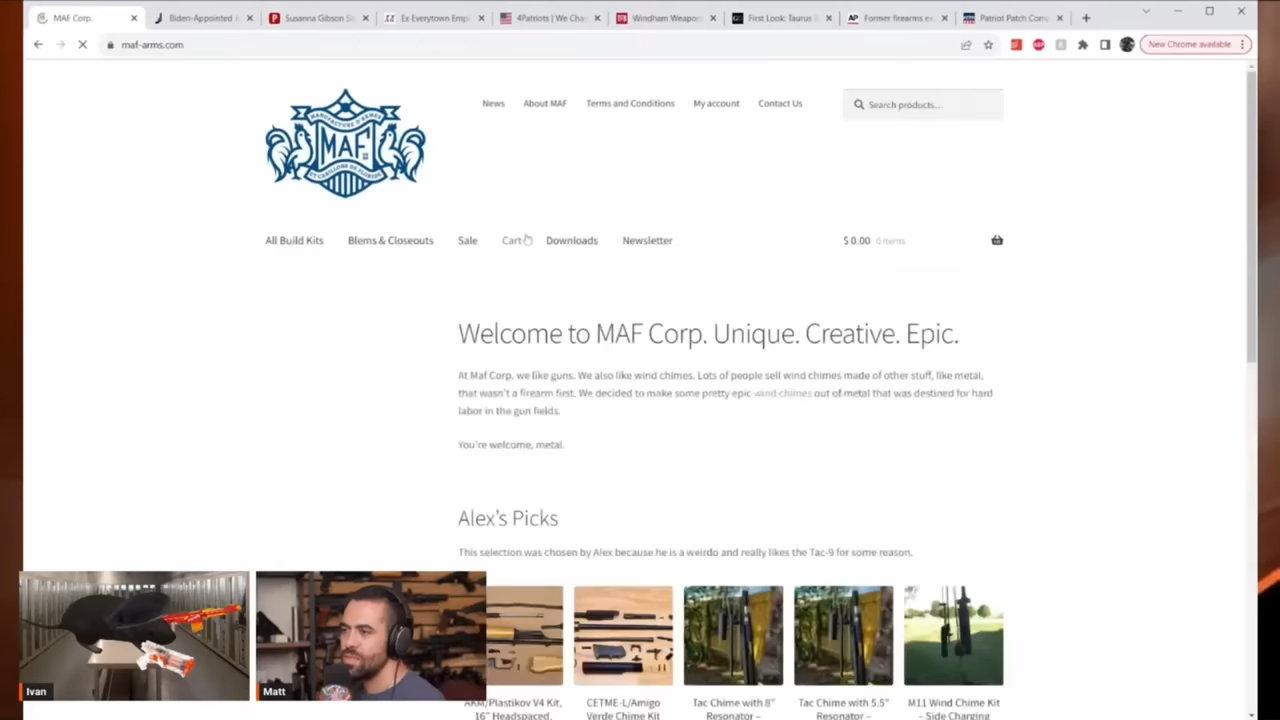 MAF Corp.
Biden-Appointed
Susanna Gibson
Ex Everytown Emp
4Patriots | We Cha
Windham Weapon
First Look: Taurus
AP
Former firearms ex
Patriot Patch Com
maf-arms.com
New Chrome available
News
About MAF
Terms and Conditions
My account
Contact Us
Search products…
MANUFACTURE D'ARMES
MAF
All Build Kits
Blems & Closeouts
Sale
Cart
Downloads
Newsletter
$ 0.00 0 items
Welcome to MAF Corp. Unique. Creative. Epic.
At Maf Corp. we like guns. We also like wind chimes. Lots of people sell wind chimes made of other stuff, like metal,
that wasn't a firearm first. We decided to make some pretty epic wind chimes out of metal that was destined for hard
labor in the gun fields.
You're welcome, metal.
Alex's Picks
This selection was chosen by Alex because he is a weirdo and really likes the Tac-9 for some reason.
AKM/Plastikov V4 Kit,
16" Headspaced,
CETME-L/Amigo
Verde Chime Kit
Tac Chime with 8"
Resonator –
Tac Chime with 5.5"
Resonator –
M11 Wind Chime Kit
– Side Charging
Ivan
Matt